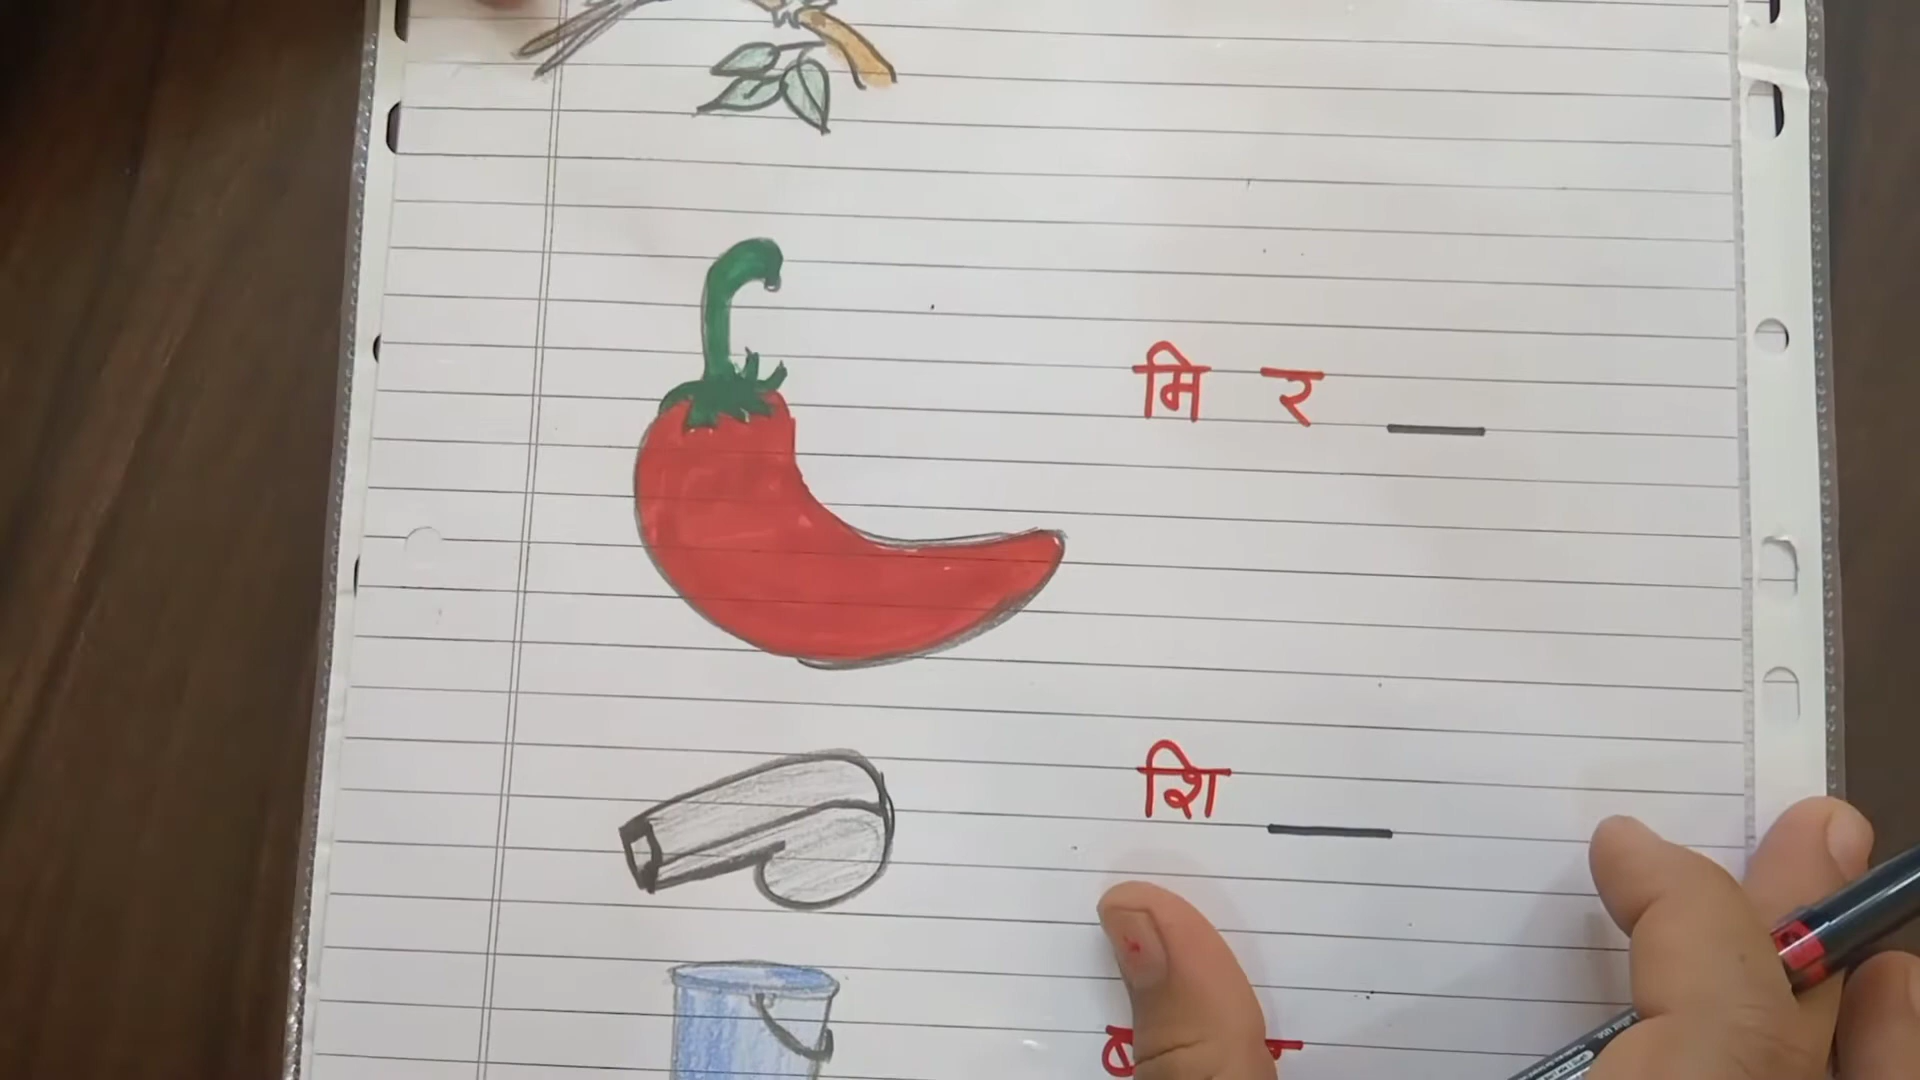 मि र __
शि __